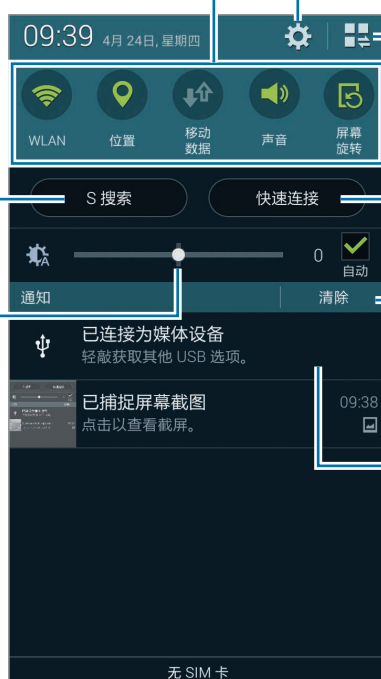 09:39 4月 24日, 星期四
WLAN
位置
移动
数据
声音
屏幕
旋转
S 搜索
快速连接
A
0
自动
通知
清除
已连接为媒体设备
轻敲获取其他 USB 选项。
已捕捉屏幕截图
09:38
点击以查看截屏。
无 SIM 卡